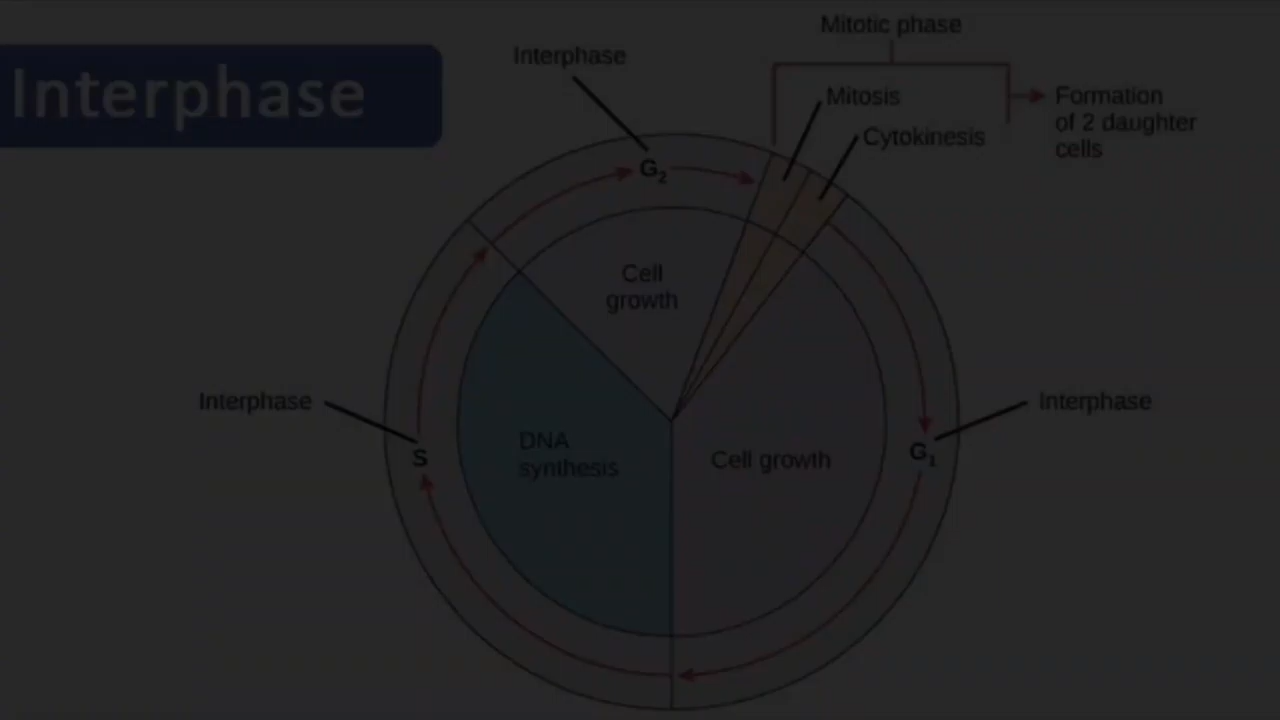 Interphase
Mitotic phase
Interphase
Mitosis
Formation
of 2 daughter
cells
Cytokinesis
G2
Cell
growth
Interphase
Interphase
DNA
synthesis
Cell growth
S
G1